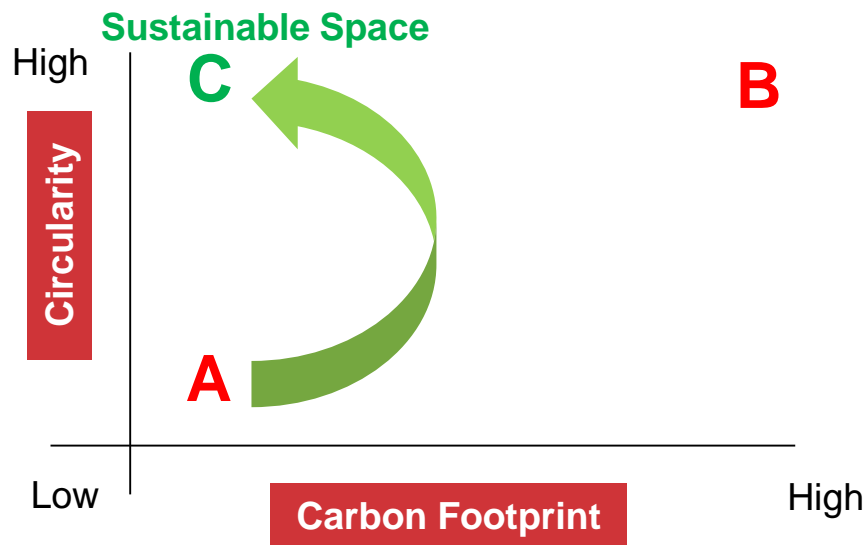 Sustainable Space
High
C
B
Circularity
A
Low
Carbon Footprint
High